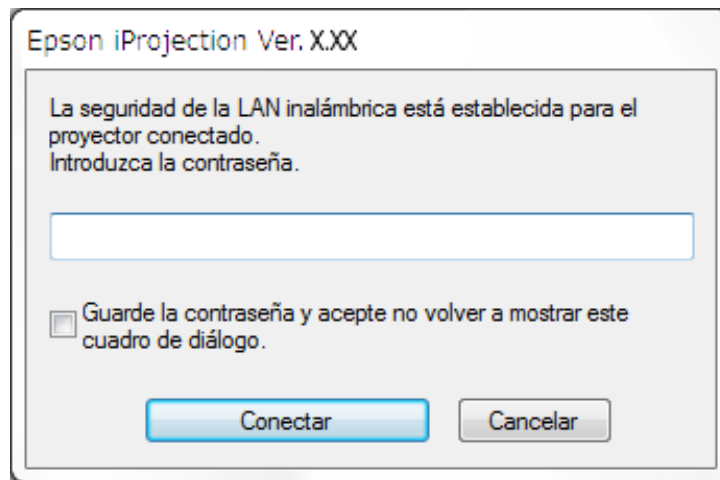 Epson iProjection Ver. X.XX
La seguridad de la LAN inalámbrica está establecida para el
proyector conectado.
Introduzca la contraseña.
Guarde la contraseña y acepte no volver a mostrar este
cuadro de diálogo.
Conectar
Cancelar